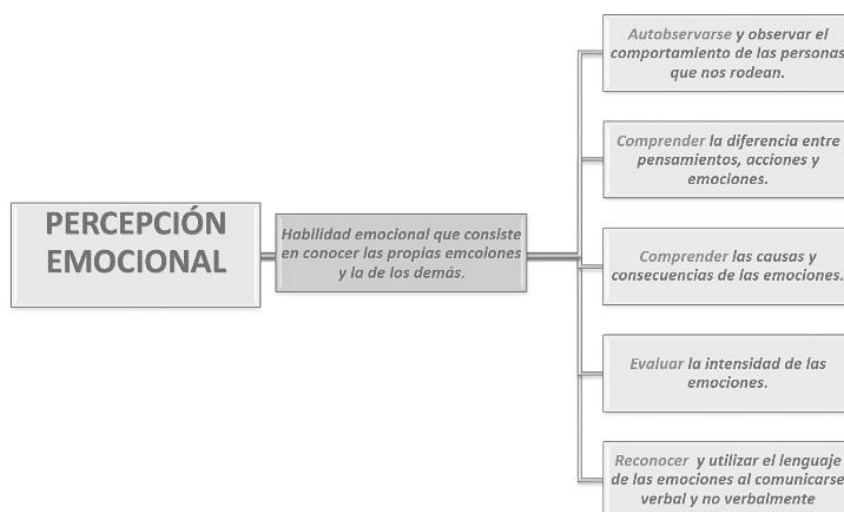 PERCEPCIÓN
EMOCIONAL
Habilidad emocional que consiste
en conocer las propias emcoiones
y la de los demás.
Autobservarse y observar el
comportamiento de las personas
que nos rodean.
Comprender la diferencia entre
pensamientos, acciones y
emociones.
Comprender las causas y
consecuencias de las emociones.
Evaluar la intensidad de las
emociones.
Reconocer y utilizar el lenguaje
de las emociones al comunicarse
verbal y no verbalmente